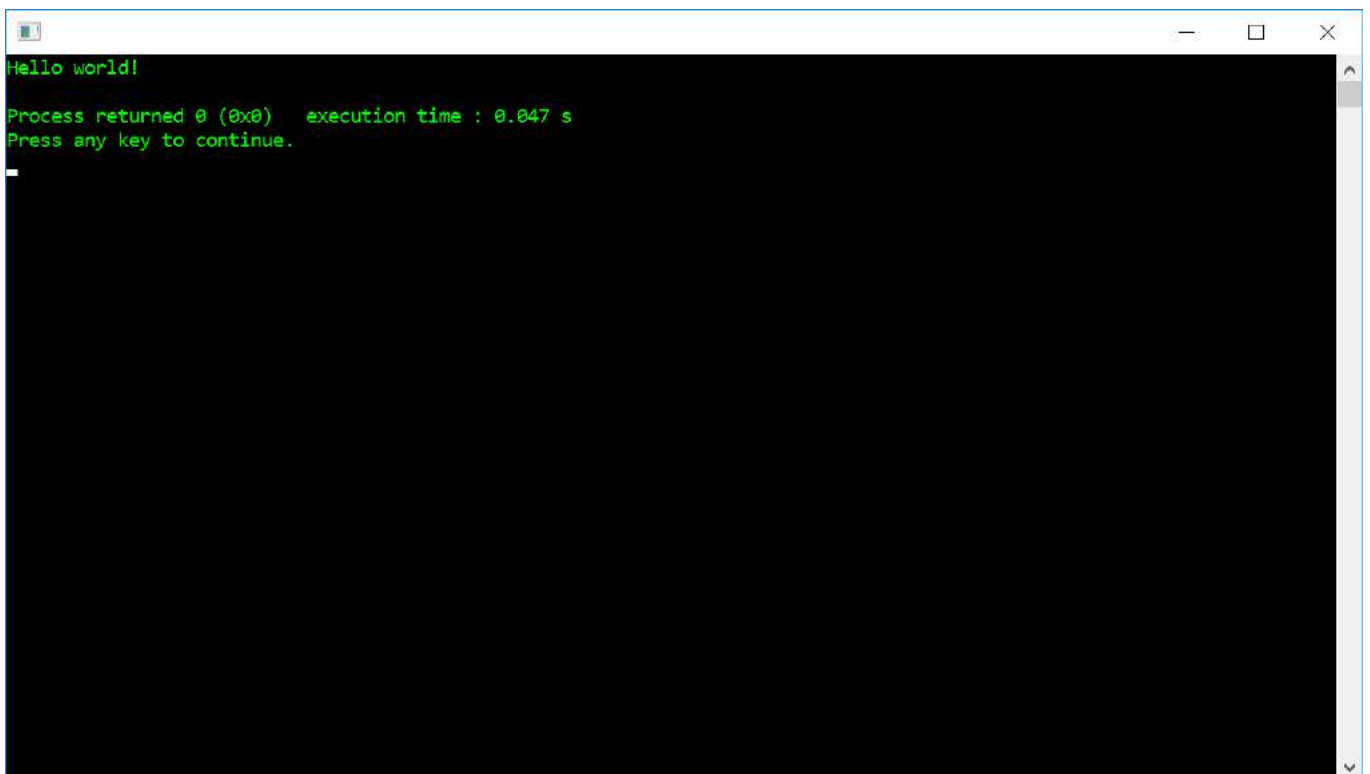 Hello world!
Process returned 0 (0x0)   execution time : 0.047 s
Press any key to continue.